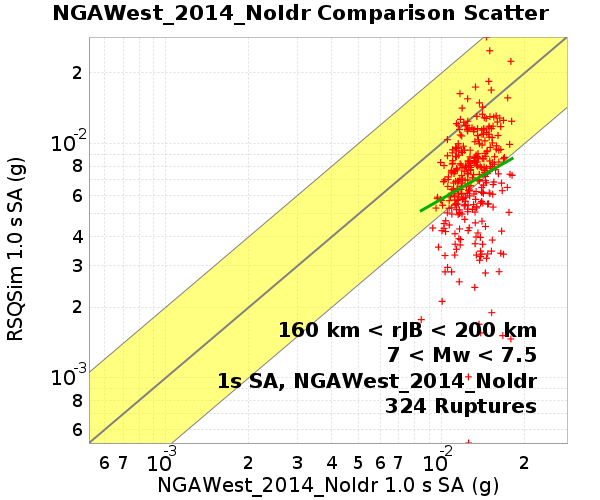 NGAWest_2014_NoIdr Comparison Scatter
RSQSim 1.0 s SA (g)
2
10⁻²
8
6
4
3
2
10⁻³
8
6
160 km < rJB < 200 km
7 < Mw < 7.5
1s SA, NGAWest_2014_NoIdr
324 Ruptures
6 7 10⁻³ 2 3 4 5 6 7 10⁻² 2
NGAWest_2014_NoIdr 1.0 s SA (g)